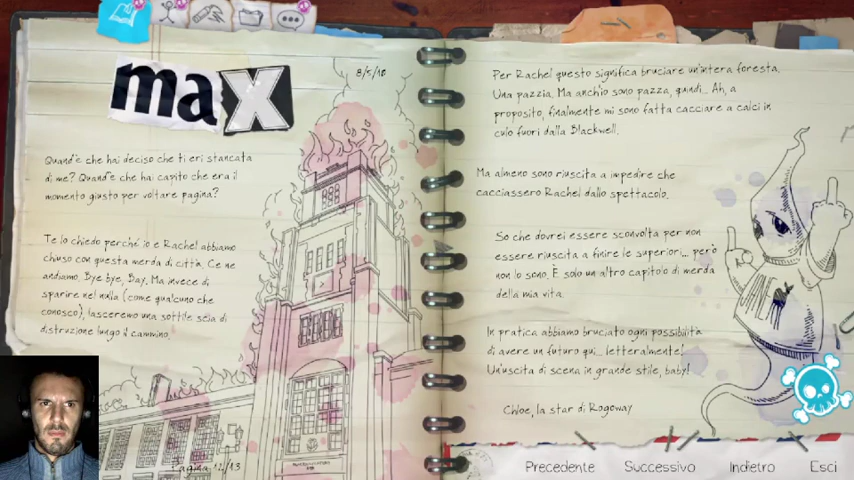 max
8/5/10
Quand'è che hai deciso che ti eri stancata
di me? Quand'è che hai capito che era il
momento giusto per voltare pagina?
Te lo chiedo perché io e Rachel abbiamo
chiuso con questa merda di città. Ce ne
andiamo. Bye bye, Bay. Ma invece di
sparire nel nulla (come qualcuno che
conosco), lasceremo una sottile scia di
distruzione lungo il cammino.
Pagina 12/13
Per Rachel questo significa bruciare un'intera foresta.
Una pazzia. Ma anch'io sono pazza, quindi... Ah, a
proposito, finalmente mi sono fatta cacciare a calci in
culo fuori dalla Blackwell.
Ma almeno sono riuscita a impedire che
cacciassero Rachel dallo spettacolo.
So che dovrei essere sconvolta per non
essere riuscita a finire le superiori... però
non lo sono. È solo un altro capitolo di merda
della mia vita.
In pratica abbiamo bruciato ogni possibilità
di avere un futuro qui... letteralmente!
Un'uscita di scena in grande stile, baby!
Chloe, la star di Rogoway
Precedente Successivo Indietro Esci